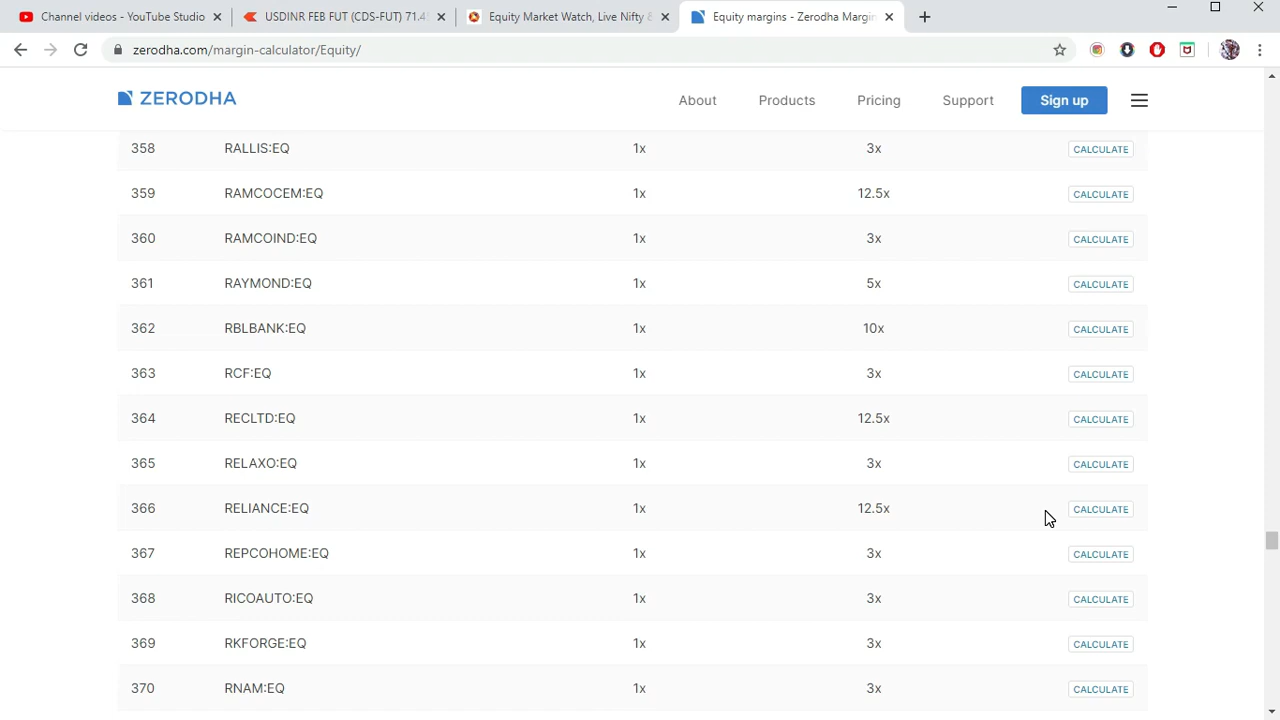 Channel videos - YouTube Studio
USDINR FEB FUT (CDS-FUT) 71.4
Equity Market Watch, Live Nifty &
Equity margins - Zerodha Margin
zerodha.com/margin-calculator/Equity/
ZERODHA
About Products Pricing Support Sign up
358 RALLIS:EQ 1x 3x CALCULATE
359 RAMCOCEM:EQ 1x 12.5x CALCULATE
360 RAMCOIND:EQ 1x 3x CALCULATE
361 RAYMOND:EQ 1x 5x CALCULATE
362 RBLBANK:EQ 1x 10x CALCULATE
363 RCF:EQ 1x 3x CALCULATE
364 RECLTD:EQ 1x 12.5x CALCULATE
365 RELAXO:EQ 1x 3x CALCULATE
366 RELIANCE:EQ 1x 12.5x CALCULATE
367 REPCOHOME:EQ 1x 3x CALCULATE
368 RICOAUTO:EQ 1x 3x CALCULATE
369 RKFORGE:EQ 1x 3x CALCULATE
370 RNAM:EQ 1x 3x CALCULATE